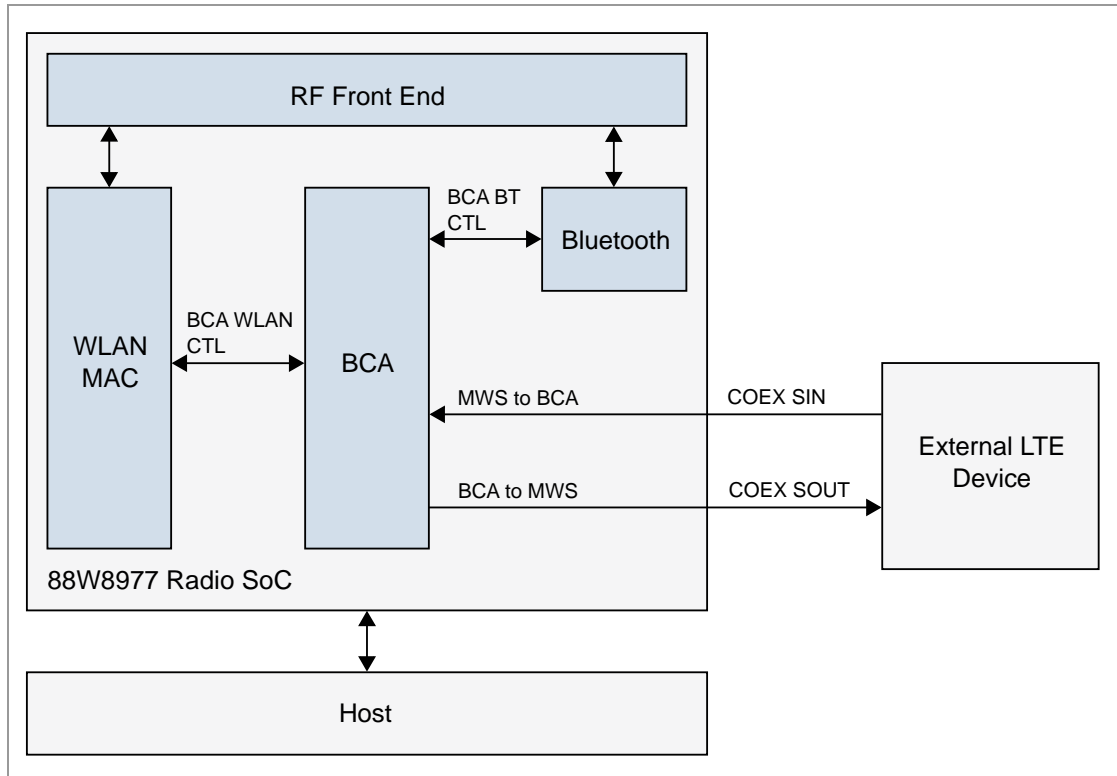 RF Front End
BCA BT
CTL
Bluetooth
BCA WLAN
CTL
WLAN
MAC
BCA
MWS to BCA
COEX SIN
External LTE
Device
BCA to MWS
COEX SOUT
88W8977 Radio SoC
Host